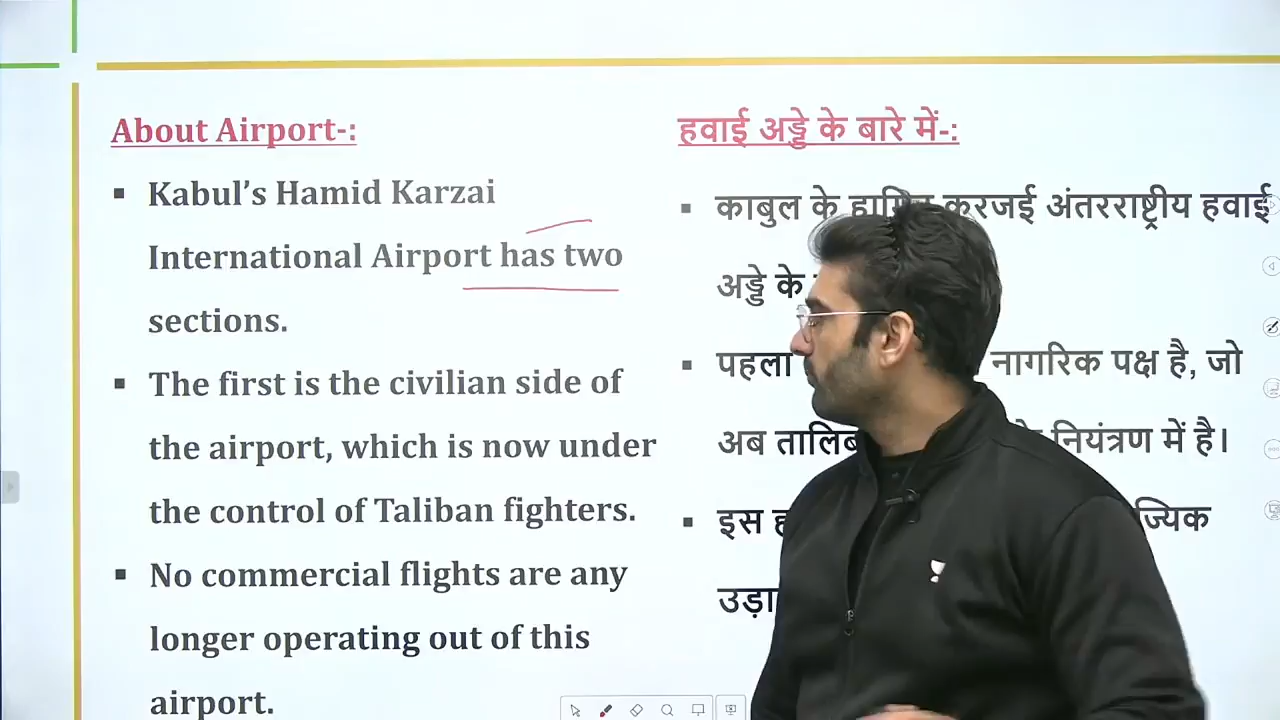 About Airport-:
▪ Kabul’s Hamid Karzai
International Airport has two
sections.
▪ The first is the civilian side of
the airport, which is now under
the control of Taliban fighters.
▪ No commercial flights are any
longer operating out of this
airport.
हवाई अड्डे के बारे में-:
▪ काबुल के करजई अंतरराष्ट्रीय हवाई
अड्डे के
▪ पहला नागरिक पक्ष है, जो
अब नियंत्रण में है।
▪ इस